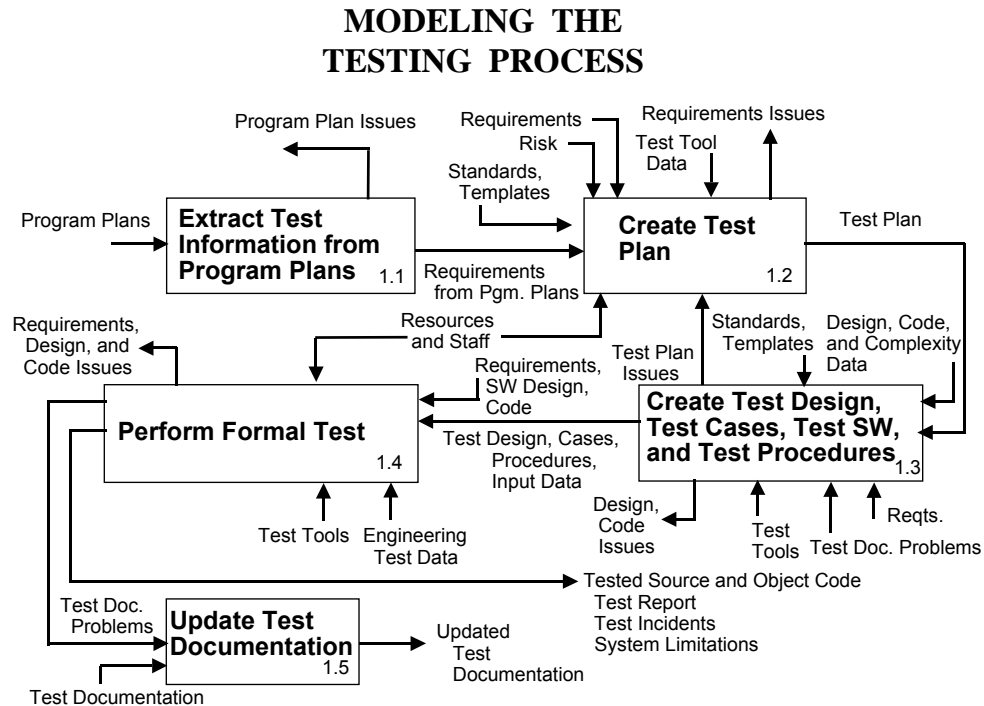 MODELING THE
TESTING PROCESS
Program Plan Issues
Requirements
Risk
Standards,
Templates
Requirements Issues
Test Tool
Data
Program Plans
Extract Test
Information from
Program Plans
1.1
Requirements
from Pgm. Plans
Create Test
Plan
1.2
Test Plan
Requirements,
Design, and
Code Issues
Resources
and Staff
Test Plan
Issues
Standards,
Templates
Design, Code,
and Complexity
Data
Requirements,
SW Design,
Code
Perform Formal Test
1.4
Test Design, Cases,
Procedures,
Input Data
Create Test Design,
Test Cases, Test SW,
and Test Procedures
1.3
Test Tools
Engineering
Test Data
Design,
Code
Issues
Test
Tools
Reqts.
Test Doc. Problems
Tested Source and Object Code
Test Report
Test Incidents
System Limitations
Test Doc.
Problems
Update Test
Documentation
1.5
Updated
Test
Documentation
Test Documentation